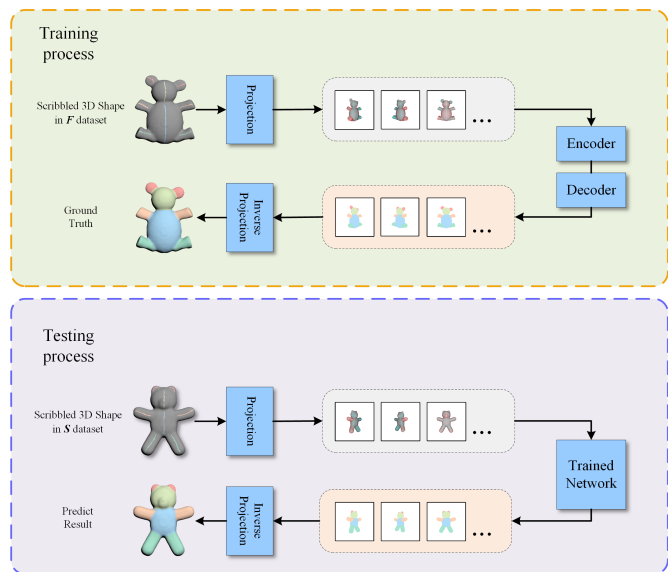 Training
process
Scribbled 3D Shape
in F dataset
Projection
...
Encoder
Decoder
Ground
Truth
Inverse
Projection
...
Testing
process
Scribbled 3D Shape
in S dataset
Projection
...
Trained
Network
Predict
Result
Inverse
Projection
...